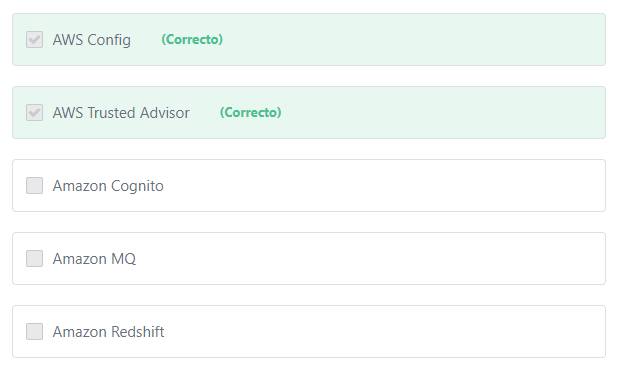 AWS Config (Correcto)
AWS Trusted Advisor (Correcto)
Amazon Cognito
Amazon MQ
Amazon Redshift